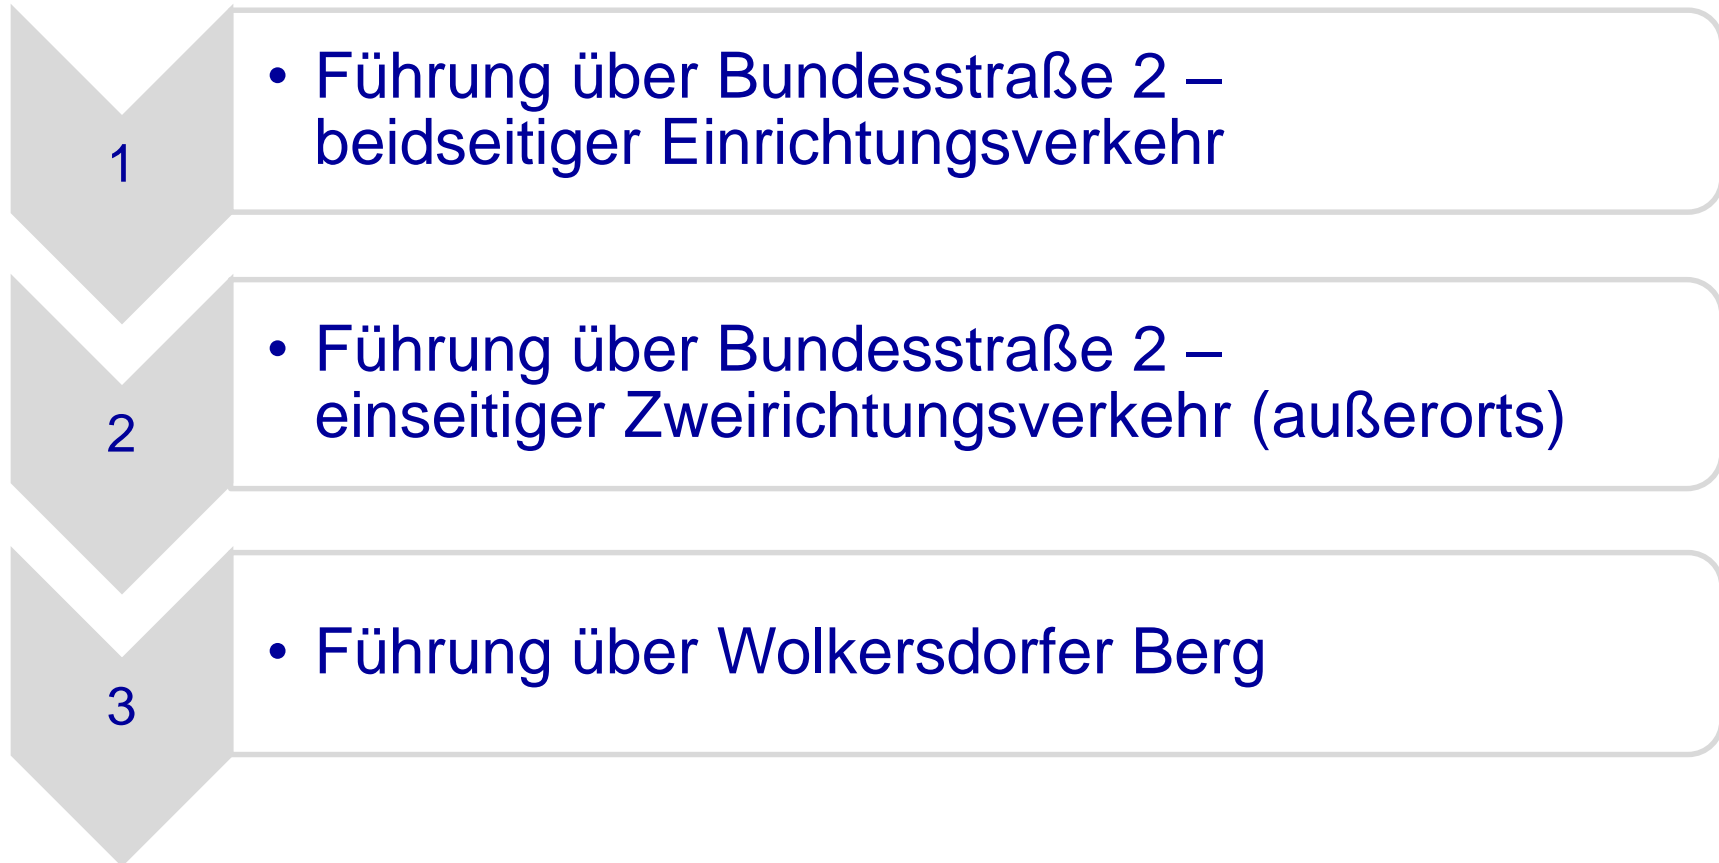 1
• Führung über Bundesstraße 2 –
beidseitiger Einrichtungsverkehr
2
• Führung über Bundesstraße 2 –
einseitiger Zweirichtungsverkehr (außerorts)
3
• Führung über Wolkersdorfer Berg